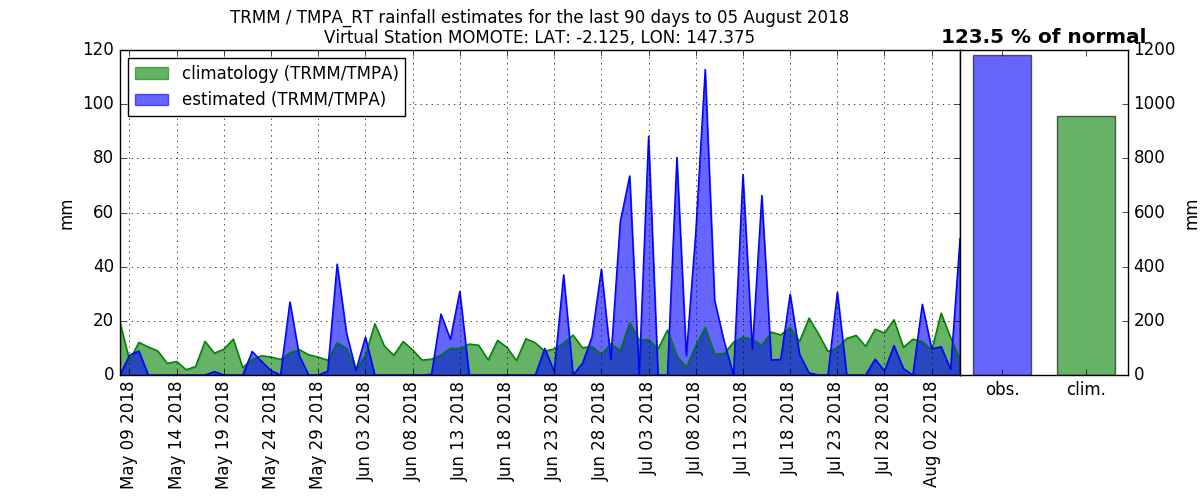 TRMM / TMPA_RT rainfall estimates for the last 90 days to 05 August 2018
Virtual Station MOMOTE: LAT: -2.125, LON: 147.375
123.5 % of normal
climatology (TRMM/TMPA)
estimated (TRMM/TMPA)
mm
120
100
80
60
40
20
0
1200
1000
800
600
400
200
0
mm
May 09 2018
May 14 2018
May 19 2018
May 24 2018
May 29 2018
Jun 03 2018
Jun 08 2018
Jun 13 2018
Jun 18 2018
Jun 23 2018
Jun 28 2018
Jul 03 2018
Jul 08 2018
Jul 13 2018
Jul 18 2018
Jul 23 2018
Jul 28 2018
Aug 02 2018
obs.
clim.